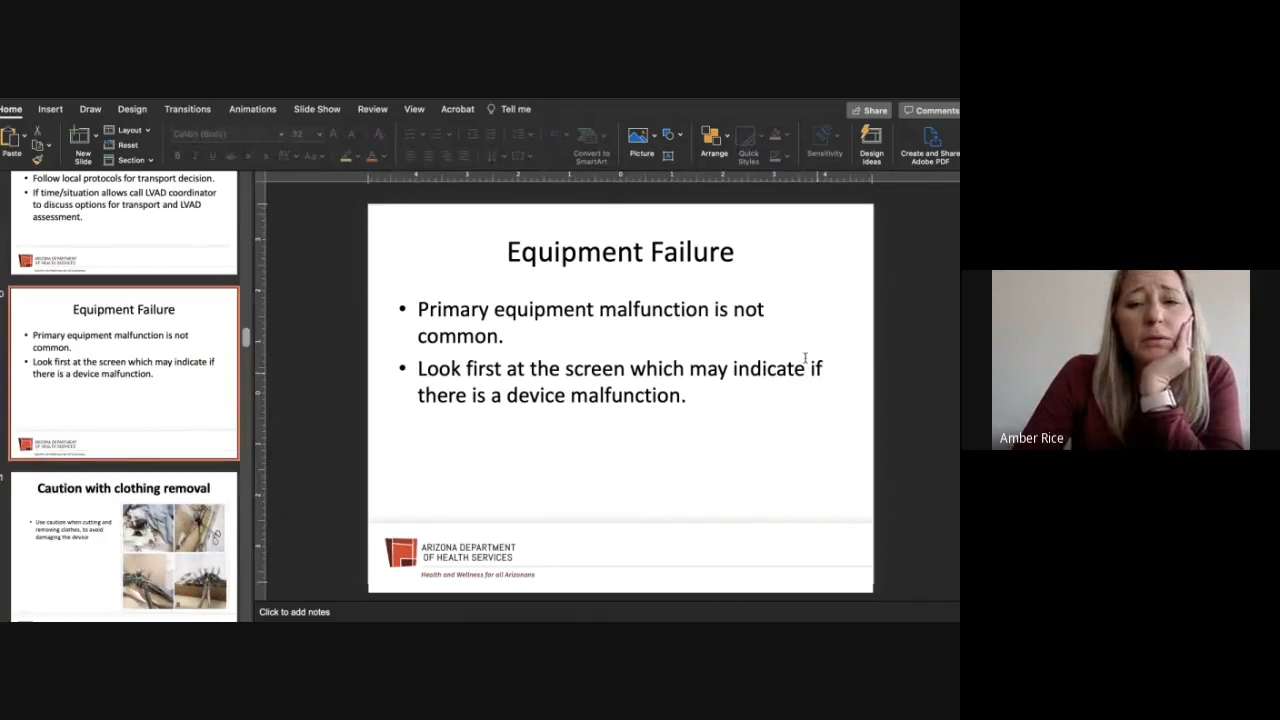 Home Insert Draw Design Transitions Animations Slide Show Review View Acrobat Tell me
Share Comments
Paste
New
Slide
Layout
Reset
Section
Calibri (Body) 32
Convert to
SmartArt
Picture
Arrange
Quick
Styles
Sensitivity
Design
Ideas
Create and Share
Adobe PDF
• Follow local protocols for transport decision.
• If time/situation allows call LVAD coordinator
to discuss options for transport and LVAD
assessment.
ARIZONA DEPARTMENT
OF HEALTH SERVICES
Equipment Failure
• Primary equipment malfunction is not
common.
• Look first at the screen which may indicate if
there is a device malfunction.
ARIZONA DEPARTMENT
OF HEALTH SERVICES
Caution with clothing removal
• Use caution when cutting and
removing clothes, to avoid
damaging the device
Equipment Failure
• Primary equipment malfunction is not
common.
• Look first at the screen which may indicate if
there is a device malfunction.
ARIZONA DEPARTMENT
OF HEALTH SERVICES
Health and Wellness for all Arizonans
Click to add notes
Amber Rice